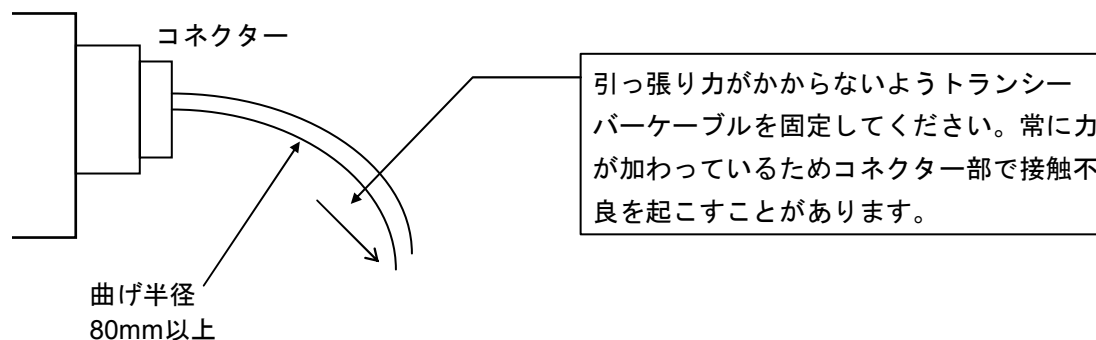 コネクター
引っ張り力がかからないようトランシー
バーケーブルを固定してください。常に力
が加わっているためコネクター部で接触不
良を起こすことがあります。
曲げ半径
80mm以上